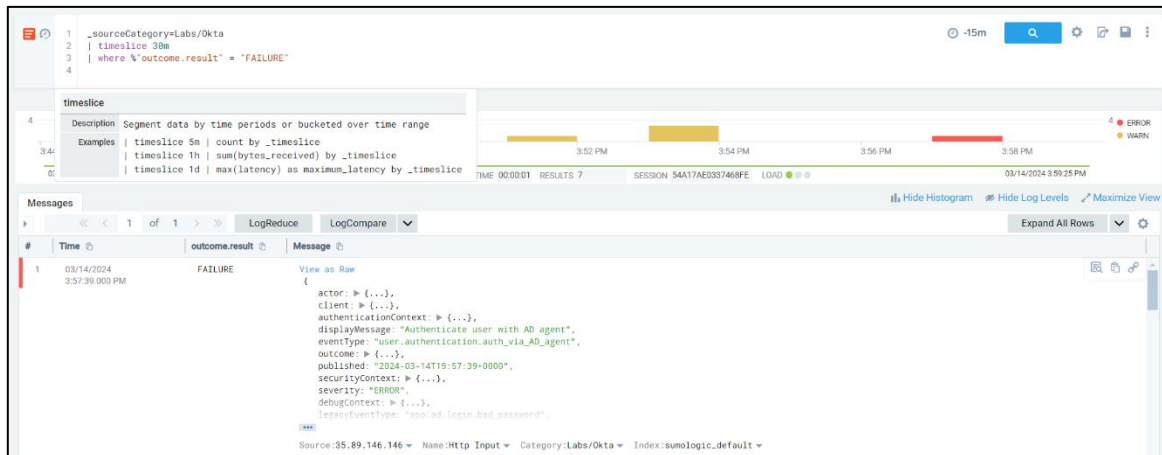 1 _sourceCategory=Labs/Okta
2 | timeslice 30m
3 | where %"outcome.result" = "FAILURE"
4
-15m
timeslice
Description Segment data by time periods or bucketed over time range
Examples | timeslice 5m | count by _timeslice
| timeslice 1h | sum(bytes_received) by _timeslice
| timeslice 1d | max(latency) as maximum_latency by _timeslice
4
4
ERROR
WARN
3:52 PM 3:54 PM 3:56 PM 3:58 PM
TIME 00:00:01 RESULTS 7 SESSION 54A17AE0337468FE LOAD 03/14/2024 3:59:25 PM
Messages Hide Histogram Hide Log Levels Maximize View
1 of 1 LogReduce LogCompare Expand All Rows
# Time outcome.result Message
1 03/14/2024 FAILURE View as Raw
3:57:39.000 PM {
actor: ▶ {...},
client: ▶ {...},
authenticationContext: ▶ {...},
displayMessage: "Authenticate user with AD agent",
eventType: "user.authentication.auth_via_AD_agent",
outcome: ▶ {...},
published: "2024-03-14T19:57:39+0000",
securityContext: ▶ {...},
severity: "ERROR",
debugContext: ▶ {...},
legacyEventType: "app.ad.login.bad_password",
Source:35.89.146.146 Name:Http Input Category:Labs/Okta Index:sumologic_default